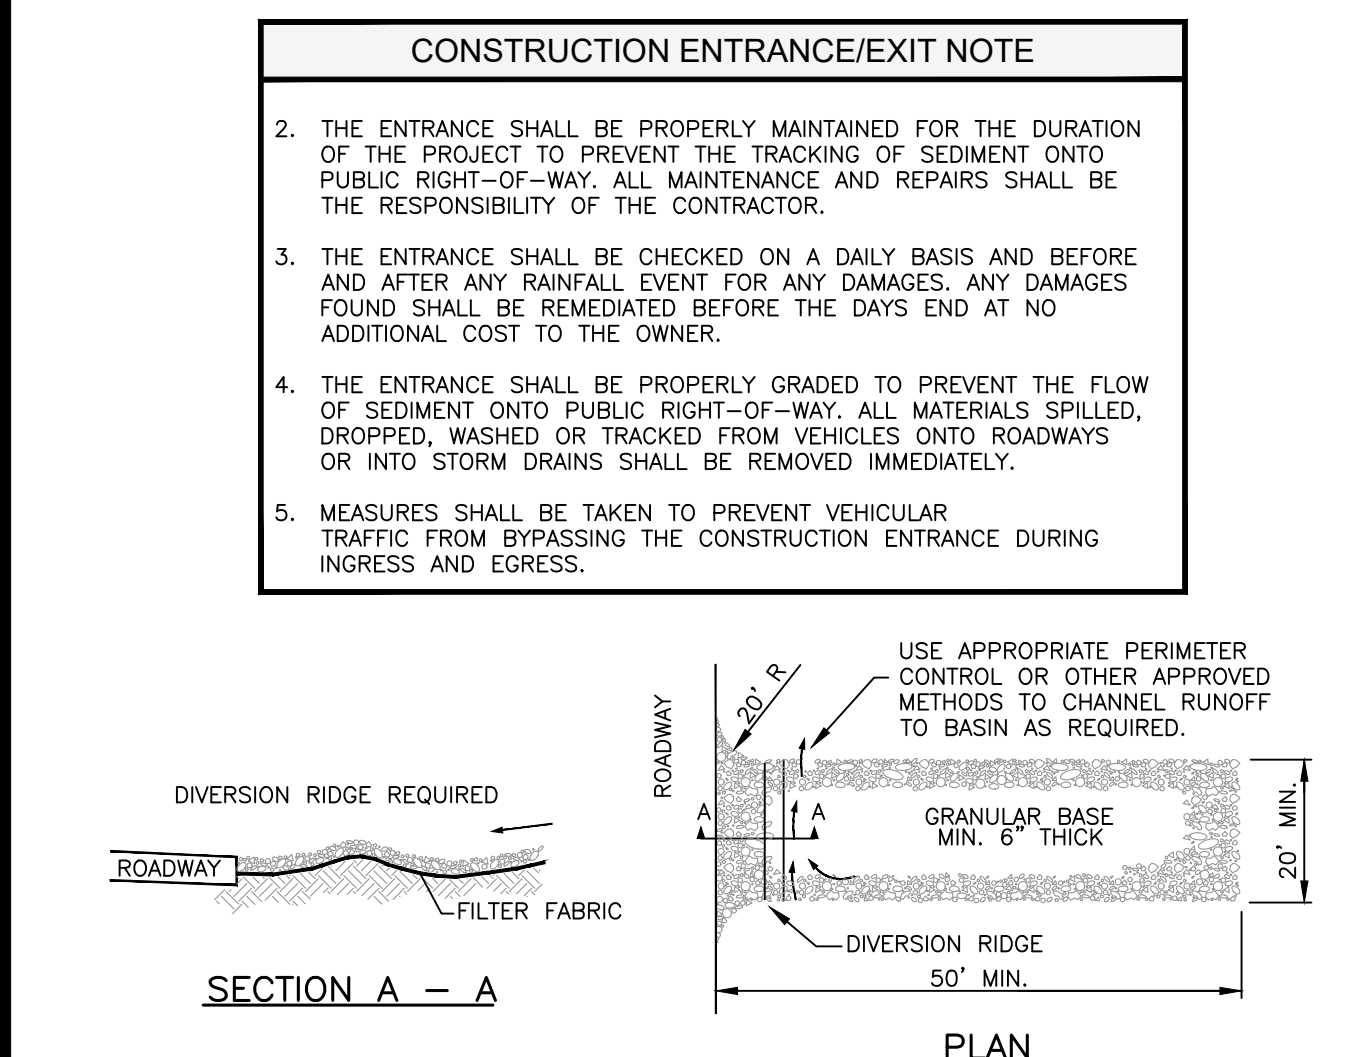 CONSTRUCTION ENTRANCE/EXIT NOTE
2. THE ENTRANCE SHALL BE PROPERLY MAINTAINED FOR THE DURATION
OF THE PROJECT TO PREVENT THE TRACKING OF SEDIMENT ONTO
PUBLIC RIGHT–OF–WAY. ALL MAINTENANCE AND REPAIRS SHALL BE
THE RESPONSIBILITY OF THE CONTRACTOR.
3. THE ENTRANCE SHALL BE CHECKED ON A DAILY BASIS AND BEFORE
AND AFTER ANY RAINFALL EVENT FOR ANY DAMAGES. ANY DAMAGES
FOUND SHALL BE REMEDIATED BEFORE THE DAYS END AT NO
ADDITIONAL COST TO THE OWNER.
4. THE ENTRANCE SHALL BE PROPERLY GRADED TO PREVENT THE FLOW
OF SEDIMENT ONTO PUBLIC RIGHT–OF–WAY. ALL MATERIALS SPILLED,
DROPPED, WASHED OR TRACKED FROM VEHICLES ONTO ROADWAYS
OR INTO STORM DRAINS SHALL BE REMOVED IMMEDIATELY.
5. MEASURES SHALL BE TAKEN TO PREVENT VEHICULAR
TRAFFIC FROM BYPASSING THE CONSTRUCTION ENTRANCE DURING
INGRESS AND EGRESS.
DIVERSION RIDGE REQUIRED
ROADWAY
FILTER FABRIC
SECTION A – A
USE APPROPRIATE PERIMETER
CONTROL OR OTHER APPROVED
METHODS TO CHANNEL RUNOFF
TO BASIN AS REQUIRED.
20' R
ROADWAY
A
A
GRANULAR BASE
MIN. 6" THICK
20' MIN.
DIVERSION RIDGE
50' MIN.
PLAN